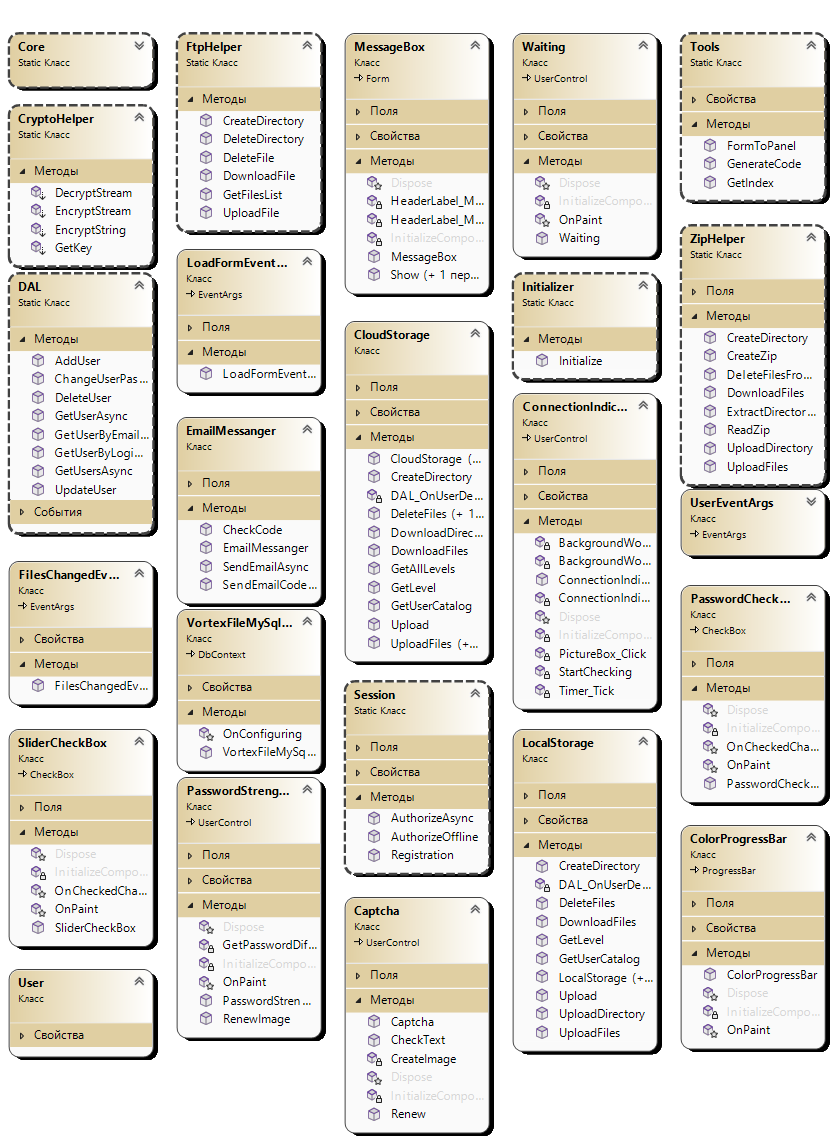 Core
Static Класс
CryptoHelper
Static Класс
Методы
DecryptStream
EncryptStream
EncryptString
GetKey
DAL
Static Класс
Методы
AddUser
ChangeUserPas...
DeleteUser
GetUserAsync
GetUserByEmail...
GetUserByLogi...
GetUsersAsync
UpdateUser
События
FilesChangedEv...
Класс
EventArgs
Свойства
Методы
FilesChangedEv...
SliderCheckBox
Класс
CheckBox
Поля
Методы
Dispose
InitializeCompo...
OnCheckedCha...
OnPaint
SliderCheckBox
User
Класс
Свойства
FtpHelper
Static Класс
Методы
CreateDirectory
DeleteDirectory
DeleteFile
DownloadFile
GetFilesList
UploadFile
LoadFormEvent...
Класс
EventArgs
Поля
Методы
LoadFormEvent...
EmailMessanger
Класс
Поля
Методы
CheckCode
EmailMessanger
SendEmailAsync
SendEmailCode...
VortexFileMySql...
Класс
DbContext
Свойства
Методы
OnConfiguring
VortexFileMySq...
PasswordStreng...
Класс
UserControl
Поля
Свойства
Методы
Dispose
GetPasswordDif...
InitializeCompo...
OnPaint
PasswordStren...
RenewImage
MessageBox
Класс
Form
Поля
Свойства
Методы
Dispose
HeaderLabel_M...
HeaderLabel_M...
InitializeCompo...
MessageBox
Show (+ 1 пер...
CloudStorage
Класс
Поля
Свойства
Методы
CloudStorage (...
CreateDirectory
DAL_OnUserDe...
DeleteFiles (+ 1...
DownloadDirec...
DownloadFiles
GetAllLevels
GetLevel
GetUserCatalog
Upload
UploadFiles (+...
Session
Static Класс
Поля
Свойства
Методы
AuthorizeAsync
AuthorizeOffline
Registration
Captcha
Класс
UserControl
Поля
Методы
Captcha
CheckText
CreateImage
Dispose
InitializeCompo...
Renew
Waiting
Класс
UserControl
Поля
Свойства
Методы
Dispose
InitializeCompo...
OnPaint
Waiting
Initializer
Static Класс
Методы
Initialize
ConnectionIndic...
Класс
UserControl
Поля
Свойства
Методы
BackgroundWo...
BackgroundWo...
ConnectionIndi...
ConnectionIndi...
Dispose
InitializeCompo...
PictureBox_Click
StartChecking
Timer_Tick
LocalStorage
Класс
Поля
Свойства
Методы
CreateDirectory
DAL_OnUserDe...
DeleteFiles
DownloadFiles
GetLevel
GetUserCatalog
LocalStorage (+...
Upload
UploadDirectory
UploadFiles
Tools
Static Класс
Свойства
Методы
FormToPanel
GenerateCode
GetIndex
ZipHelper
Static Класс
Поля
Методы
CreateDirectory
CreateZip
DeleteFilesFro...
DownloadFiles
ExtractDirector...
ReadZip
UploadDirectory
UploadFiles
UserEventArgs
Класс
EventArgs
PasswordCheck...
Класс
CheckBox
Поля
Методы
Dispose
InitializeCompo...
OnCheckedCha...
OnPaint
PasswordCheck...
ColorProgressBar
Класс
ProgressBar
Поля
Свойства
Методы
ColorProgressBar
Dispose
InitializeCompo...
OnPaint